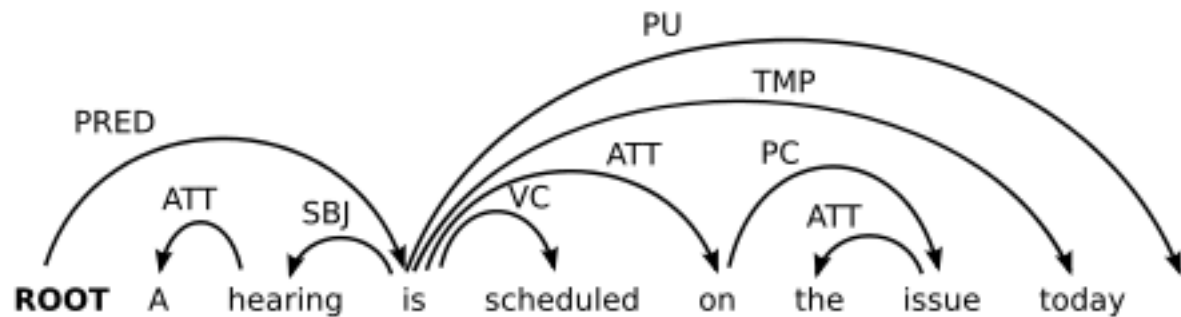 PU
TMP
PRED
ATT
PC
ATT
VC
SBJ
ATT
ROOT A hearing is scheduled on the issue today